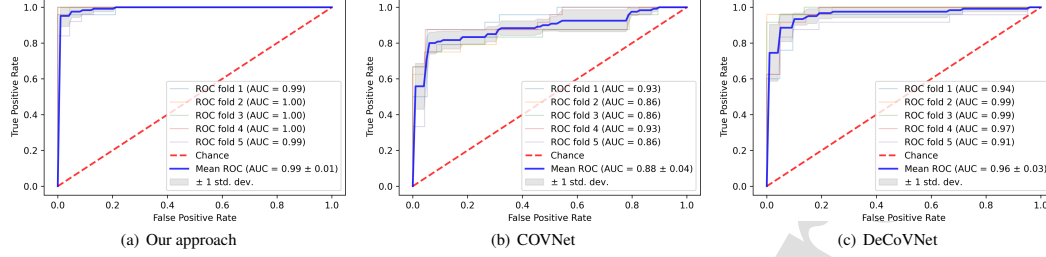 1.0
0.8
0.6
0.4
0.2
0.0
True Positive Rate
0.0 0.2 0.4 0.6 0.8 1.0
False Positive Rate
ROC fold 1 (AUC = 0.99)
ROC fold 2 (AUC = 1.00)
ROC fold 3 (AUC = 1.00)
ROC fold 4 (AUC = 1.00)
ROC fold 5 (AUC = 0.99)
Chance
Mean ROC (AUC = 0.99 ± 0.01)
± 1 std. dev.
(a) Our approach
1.0
0.8
0.6
0.4
0.2
0.0
True Positive Rate
0.0 0.2 0.4 0.6 0.8 1.0
False Positive Rate
ROC fold 1 (AUC = 0.93)
ROC fold 2 (AUC = 0.86)
ROC fold 3 (AUC = 0.86)
ROC fold 4 (AUC = 0.93)
ROC fold 5 (AUC = 0.86)
Chance
Mean ROC (AUC = 0.88 ± 0.04)
± 1 std. dev.
(b) COVNet
1.0
0.8
0.6
0.4
0.2
0.0
True Positive Rate
0.0 0.2 0.4 0.6 0.8 1.0
False Positive Rate
ROC fold 1 (AUC = 0.94)
ROC fold 2 (AUC = 0.99)
ROC fold 3 (AUC = 0.99)
ROC fold 4 (AUC = 0.97)
ROC fold 5 (AUC = 0.91)
Chance
Mean ROC (AUC = 0.96 ± 0.03)
± 1 std. dev.
(c) DeCoVNet